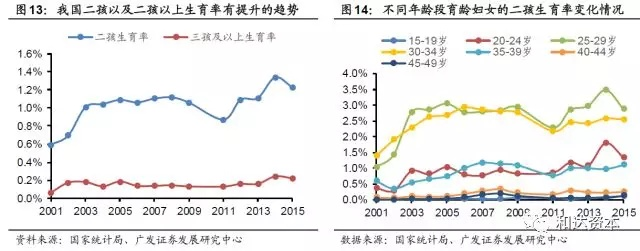 图13：我国二孩以及二孩以上生育率有提升的趋势
二孩生育率 三孩及以上生育率
1.6%
1.4%
1.2%
1.0%
0.8%
0.6%
0.4%
0.2%
0.0%
2001 2003 2005 2007 2009 2011 2013 2015
资料来源：国家统计局、广发证券发展研究中心
图14：不同年龄段育龄妇女的二孩生育率变化情况
15-19岁 20-24岁 25-29岁
30-34岁 35-39岁 40-44岁
45-49岁
4.0%
3.5%
3.0%
2.5%
2.0%
1.5%
1.0%
0.5%
0.0%
2001 2003 2005 2007 2009 2011 2013 2015
数据来源：国家统计局、广发证券发展研究中心
和达资本